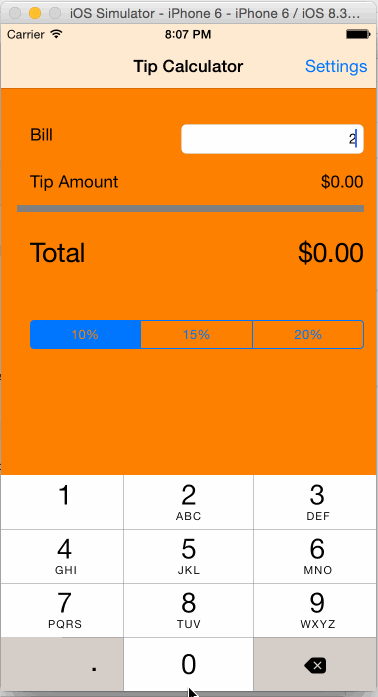 iOS Simulator - iPhone 6 - iPhone 6 / iOS 8.3...
Carrier 8:07 PM
Tip Calculator Settings
Bill 2
Tip Amount $0.00
Total $0.00
10% 15% 20%
1 2 3
ABC DEF
4 5 6
GHI JKL MNO
7 8 9
PQRS TUV WXYZ
. 0